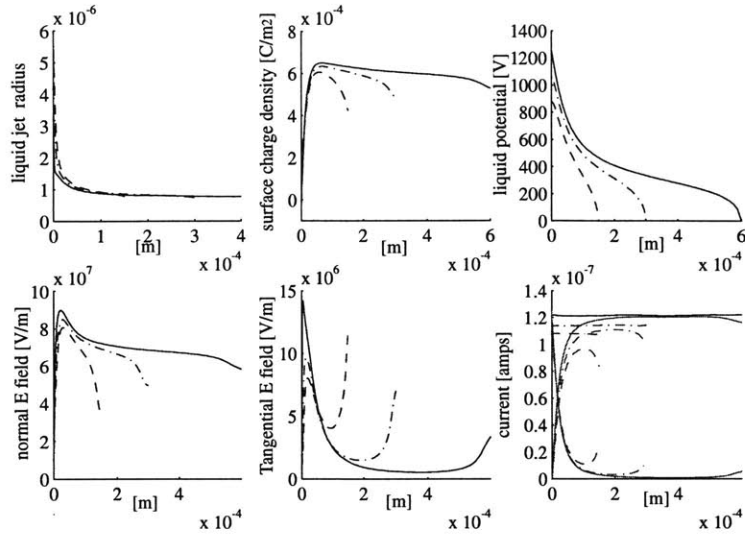 x 10⁻⁶
x 10⁻⁴
6
5
4
3
2
1
0
liquid jet radius
0 1 2 3 4
[m]
x 10⁻⁴
8
6
4
2
0
surface charge density [C/m2]
0 2 4 6
[m]
x 10⁻⁴
1400
1200
1000
800
600
400
200
0
liquid potential [V]
0 2 4 6
[m]
x 10⁻⁴
x 10⁷
10
8
6
4
2
0
normal E field [V/m]
0 2 4 6
[m]
x 10⁻⁴
x 10⁶
15
10
5
0
Tangential E field [V/m]
0 2 4 6
[m]
x 10⁻⁴
x 10⁻⁷
1.4
1.2
1
0.8
0.6
0.4
0.2
0
current [amps]
0 2 4 6
[m]
x 10⁻⁴